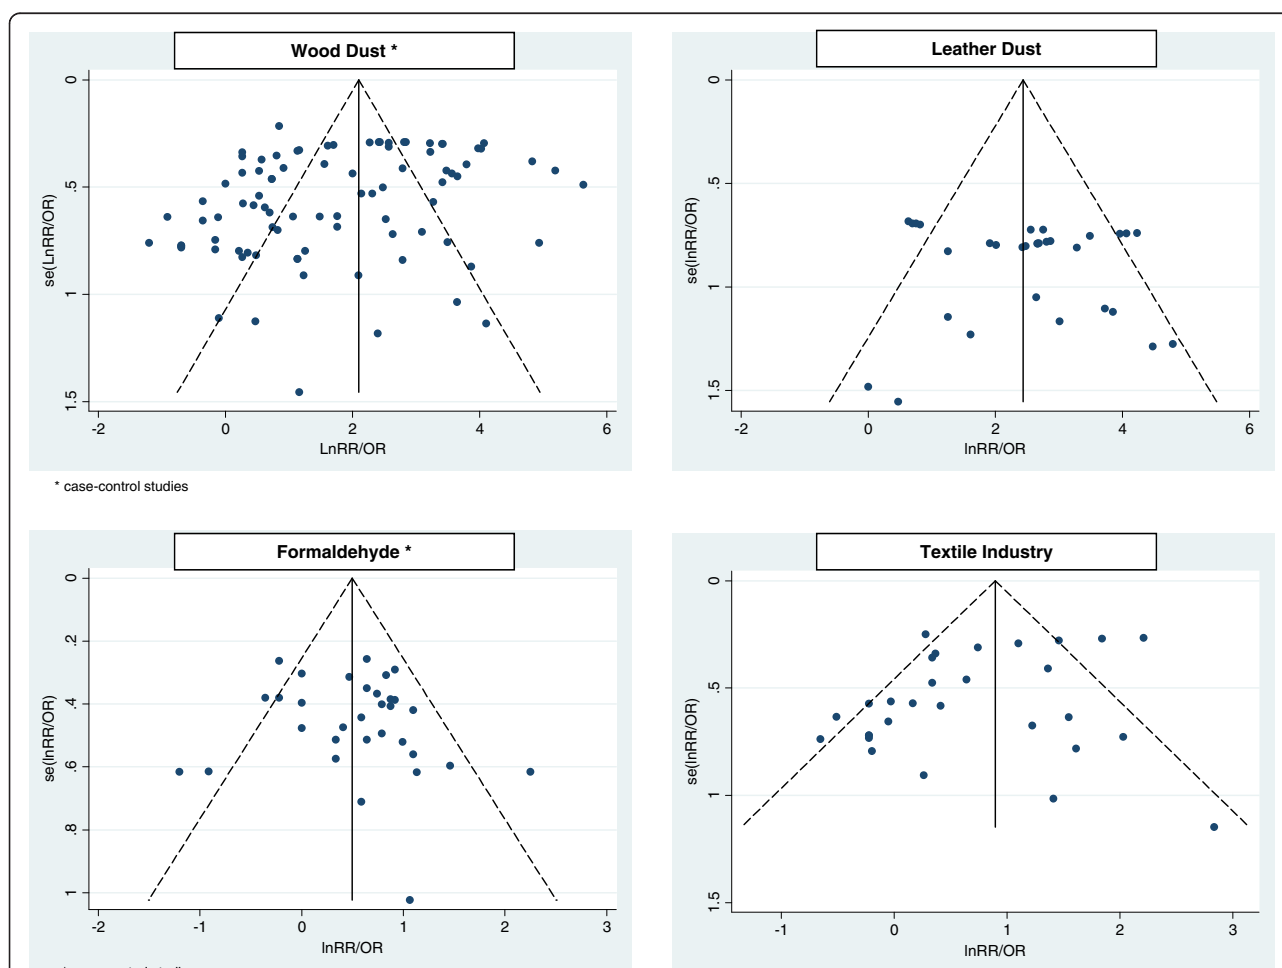 Wood Dust *
0
.5
1
1.5
se(LnRR/OR)
-2 0 2 4 6
LnRR/OR
* case-control studies
Leather Dust
0
.5
1
1.5
se(lnRR/OR)
-2 0 2 4 6
lnRR/OR
Formaldehyde *
0
.2
.4
.6
.8
1
se(lnRR/OR)
-2 -1 0 1 2 3
lnRR/OR
Textile Industry
0
.5
1
1.5
se(lnRR/OR)
-1 0 1 2 3
lnRR/OR